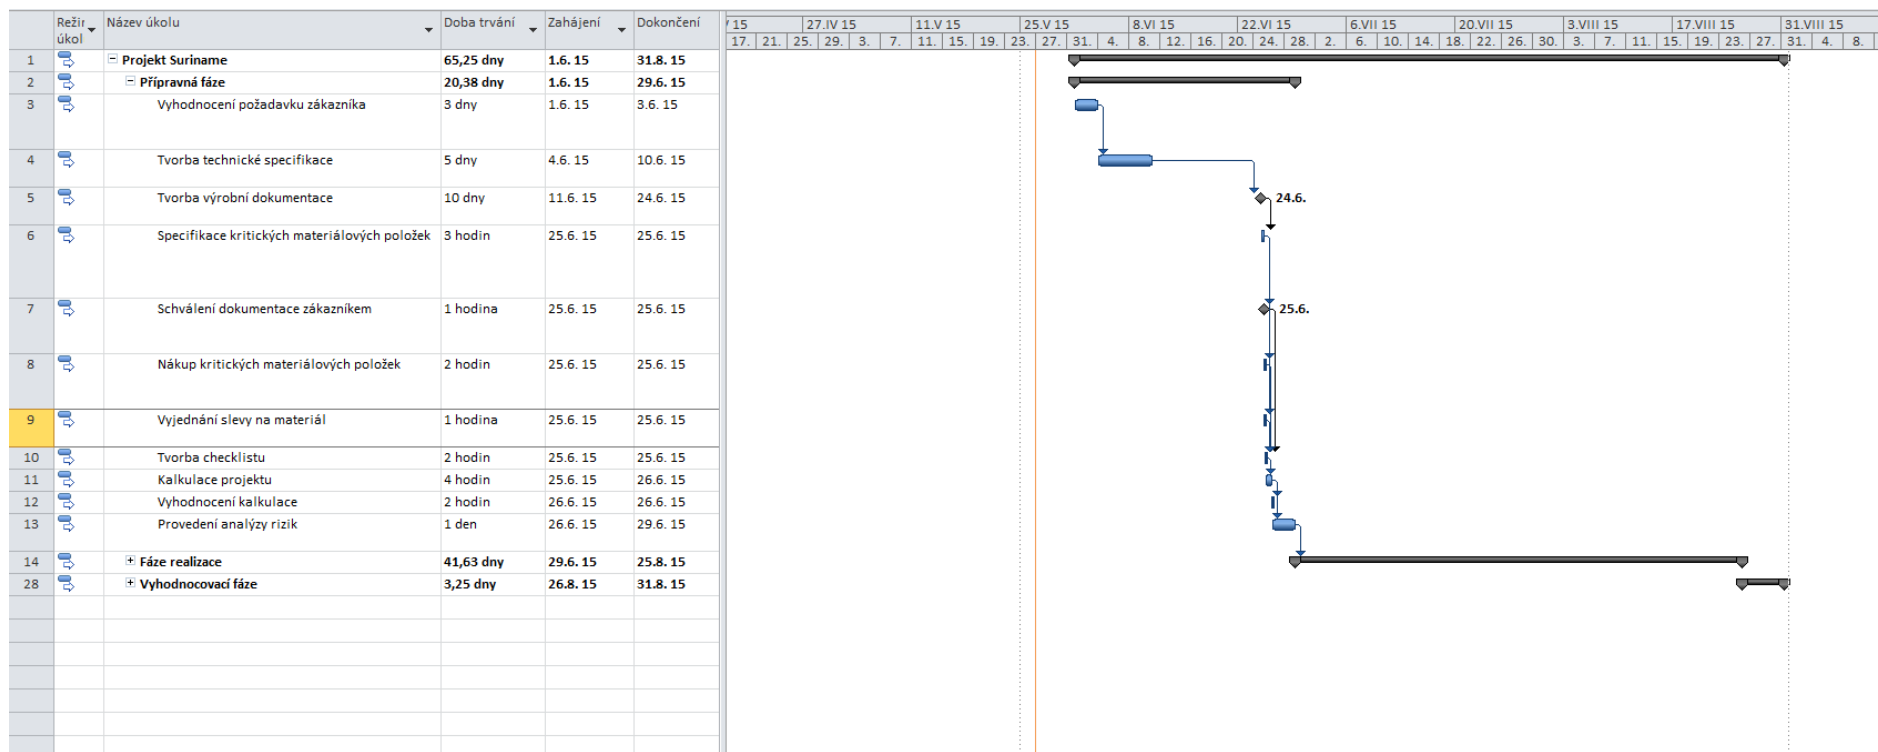 Režir úkol Název úkolu Doba trvání Zahájení Dokončení
/ 15 27.IV 15 11.V 15 25.V 15 8.VI 15 22.VI 15 6.VII 15 20.VII 15 3.VIII 15 17.VIII 15 31.VIII 15
17. 21. 25. 29. 3. 7. 11. 15. 19. 23. 27. 31. 4. 8. 12. 16. 20. 24. 28. 2. 6. 10. 14. 18. 22. 26. 30. 3. 7. 11. 15. 19. 23. 27. 31. 4. 8.
1 Projekt Suriname 65,25 dny 1.6. 15 31.8. 15
2 Přípravná fáze 20,38 dny 1.6. 15 29.6. 15
3 Vyhodnocení požadavku zákazníka 3 dny 1.6. 15 3.6. 15
4 Tvorba technické specifikace 5 dny 4.6. 15 10.6. 15
5 Tvorba výrobní dokumentace 10 dny 11.6. 15 24.6. 15 24.6.
6 Specifikace kritických materiálových položek 3 hodin 25.6. 15 25.6. 15
7 Schválení dokumentace zákazníkem 1 hodina 25.6. 15 25.6. 15 25.6.
8 Nákup kritických materiálových položek 2 hodin 25.6. 15 25.6. 15
9 Vyjednání slevy na materiál 1 hodina 25.6. 15 25.6. 15
10 Tvorba checklistu 2 hodin 25.6. 15 25.6. 15
11 Kalkulace projektu 4 hodin 25.6. 15 26.6. 15
12 Vyhodnocení kalkulace 2 hodin 26.6. 15 26.6. 15
13 Provedení analýzy rizik 1 den 26.6. 15 29.6. 15
14 Fáze realizace 41,63 dny 29.6. 15 25.8. 15
28 Vyhodnocovací fáze 3,25 dny 26.8. 15 31.8. 15